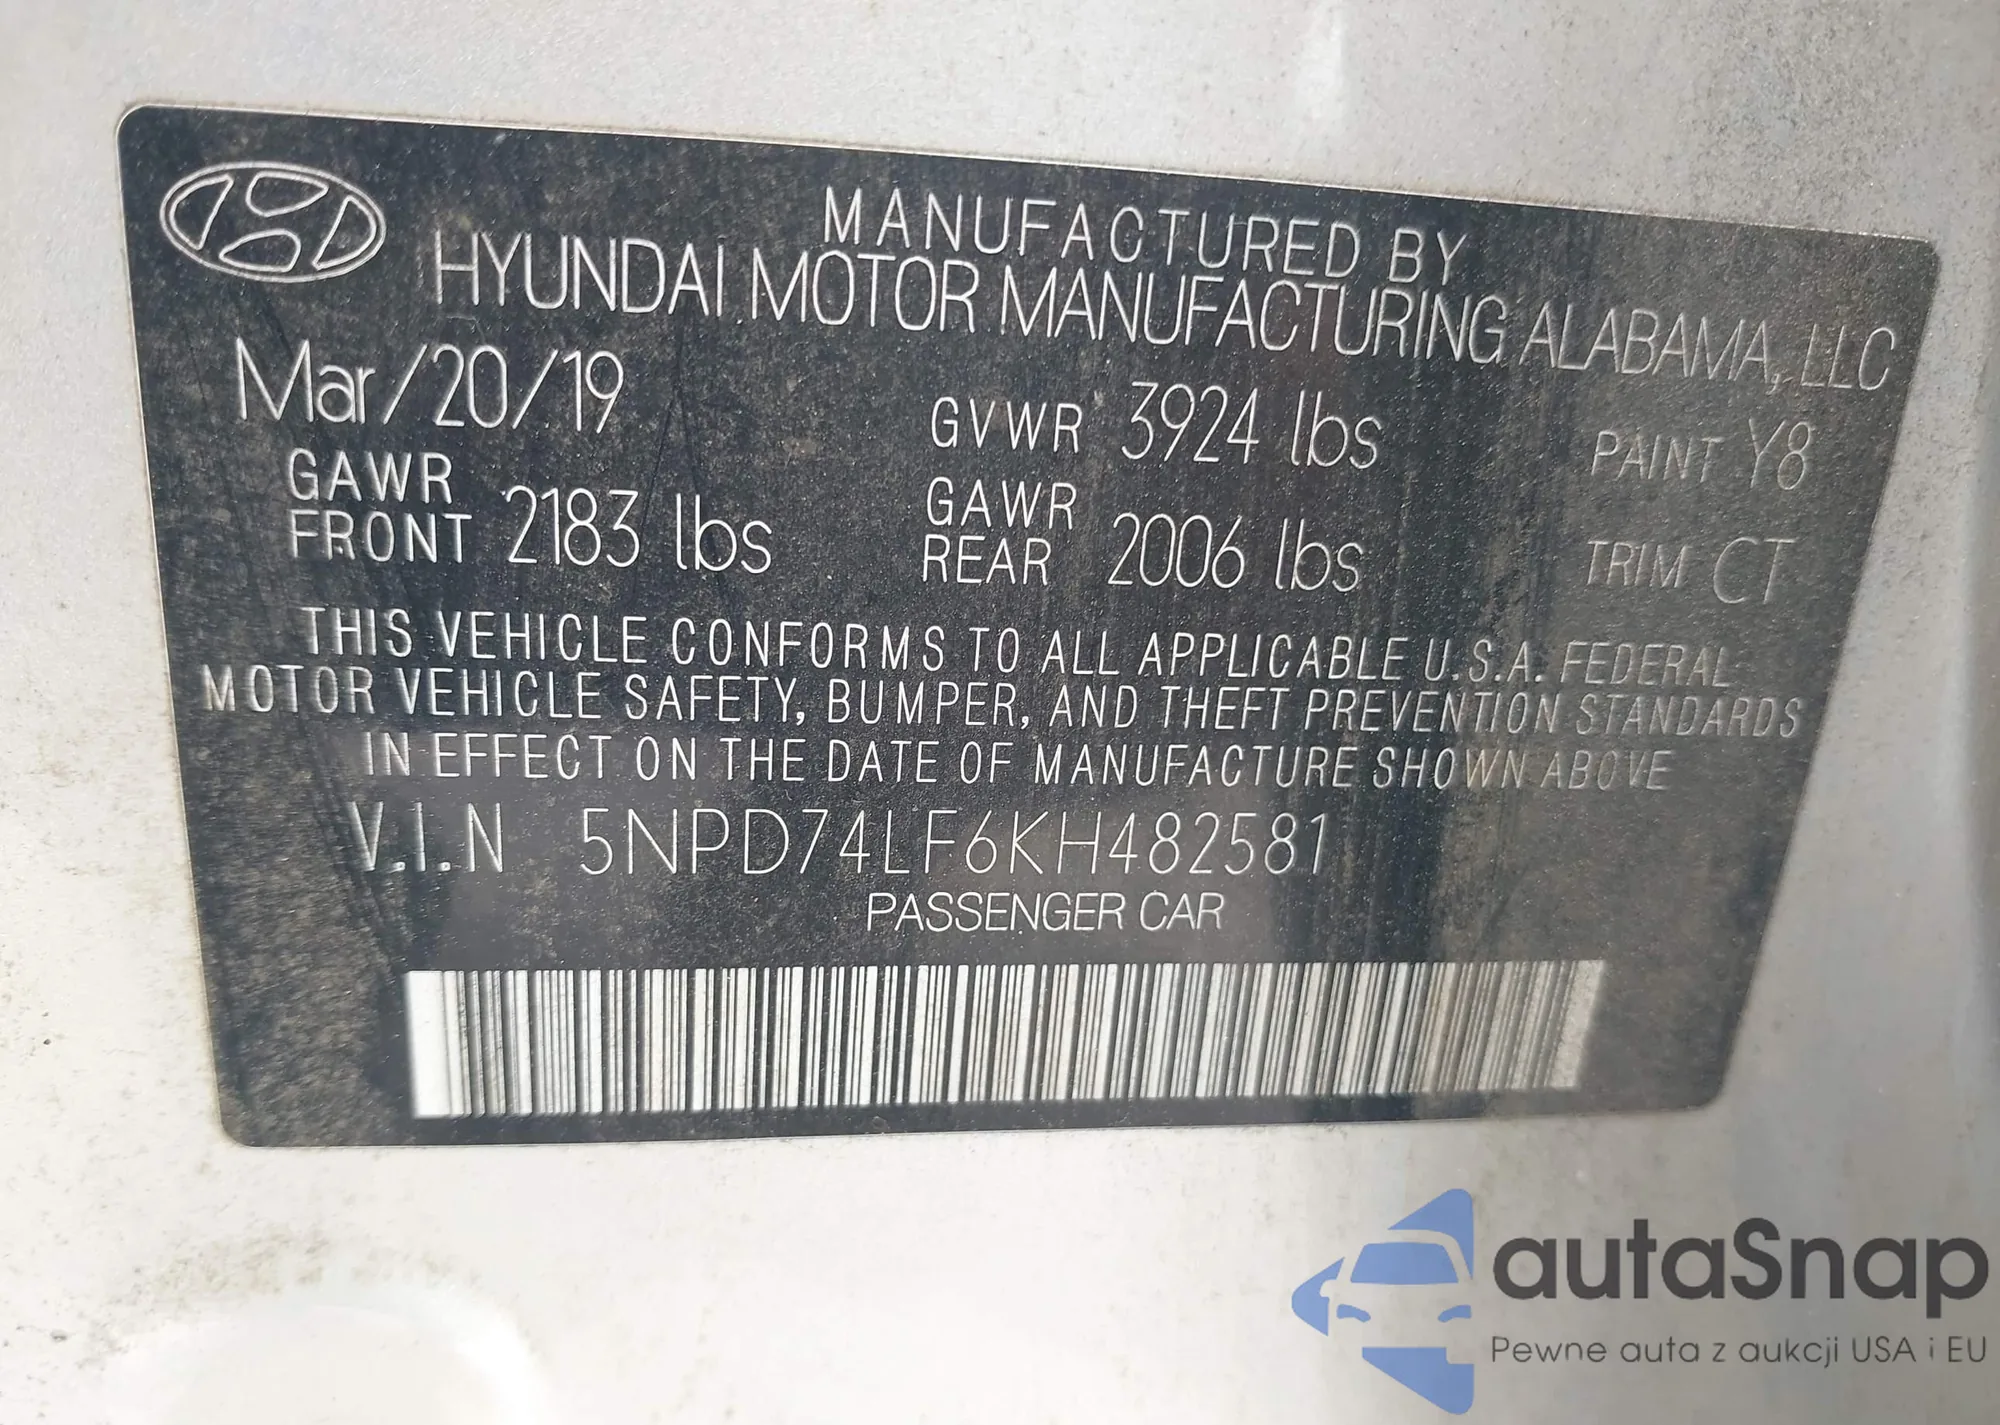 MANUFACTURED BY
HYUNDAI MOTOR MANUFACTURING ALABAMA, LLC
Mar/20/19 GVWR 3924 lbs PAINT Y8
GAWR FRONT 2183 lbs GAWR REAR 2006 lbs TRIM CT
THIS VEHICLE CONFORMS TO ALL APPLICABLE U.S.A. FEDERAL
MOTOR VEHICLE SAFETY, BUMPER, AND THEFT PREVENTION STANDARDS
IN EFFECT ON THE DATE OF MANUFACTURE SHOWN ABOVE
V.I.N 5NPD74LF6KH482581
PASSENGER CAR
autaSnap
Pewne auta z aukcji USA i EU